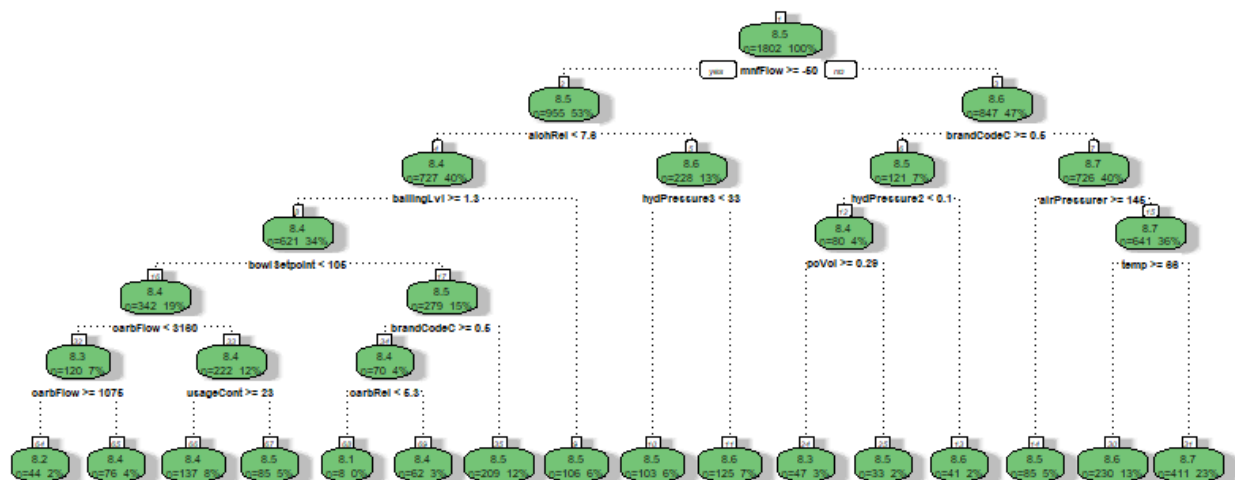 1
8.5
n=1802 100%
yes mnfFlow >= -50 no
2
8.5
n=955 53%
3
8.6
n=847 47%
alchRel < 7.6
brandCodeC >= 0.5
4
8.4
n=727 40%
5
8.6
n=228 13%
6
8.5
n=121 7%
7
8.7
n=726 40%
ballingLvl >= 1.3
hydPressure3 < 33
hydPressure2 < 0.1
airPressurer >= 145
8
8.4
n=621 34%
12
8.4
n=80 4%
15
8.7
n=641 36%
bowlSetpoint < 105
poVol >= 0.29
temp >= 66
16
8.4
n=342 19%
17
8.5
n=279 15%
carbFlow < 3160
brandCodeC >= 0.5
32
8.3
n=120 7%
33
8.4
n=222 12%
34
8.4
n=70 4%
carbFlow >= 1075
usageCont >= 23
carbRel < 5.3
64
8.2
n=44 2%
65
8.4
n=76 4%
66
8.4
n=137 8%
67
8.5
n=85 5%
68
8.1
n=8 0%
69
8.4
n=62 3%
35
8.5
n=209 12%
9
8.5
n=106 6%
10
8.5
n=103 6%
11
8.6
n=125 7%
24
8.3
n=47 3%
25
8.5
n=33 2%
13
8.6
n=41 2%
14
8.5
n=85 5%
30
8.6
n=230 13%
31
8.7
n=411 23%